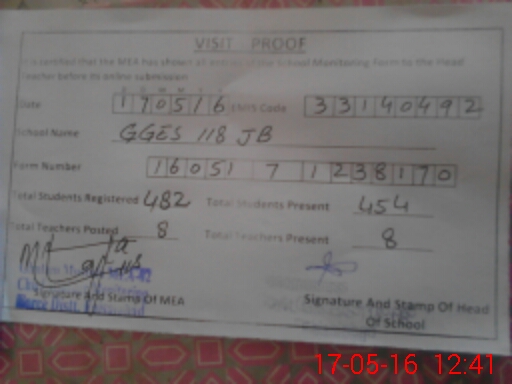 VISIT PROOF
It is certified that the MEA has shown all entries of the School Monitoring Form to the Head
Teacher before its online submission
Date 170516 EMIS Code 33140492
School Name GGES 118 JB
Form Number 16051 7 1238170
Total Students Registered 482 Total Students Present 454
Total Teachers Posted 8 Total Teachers Present 8
Signature And Stamp Of MEA
Signature And Stamp Of Head
Of School
17-05-16 12:41